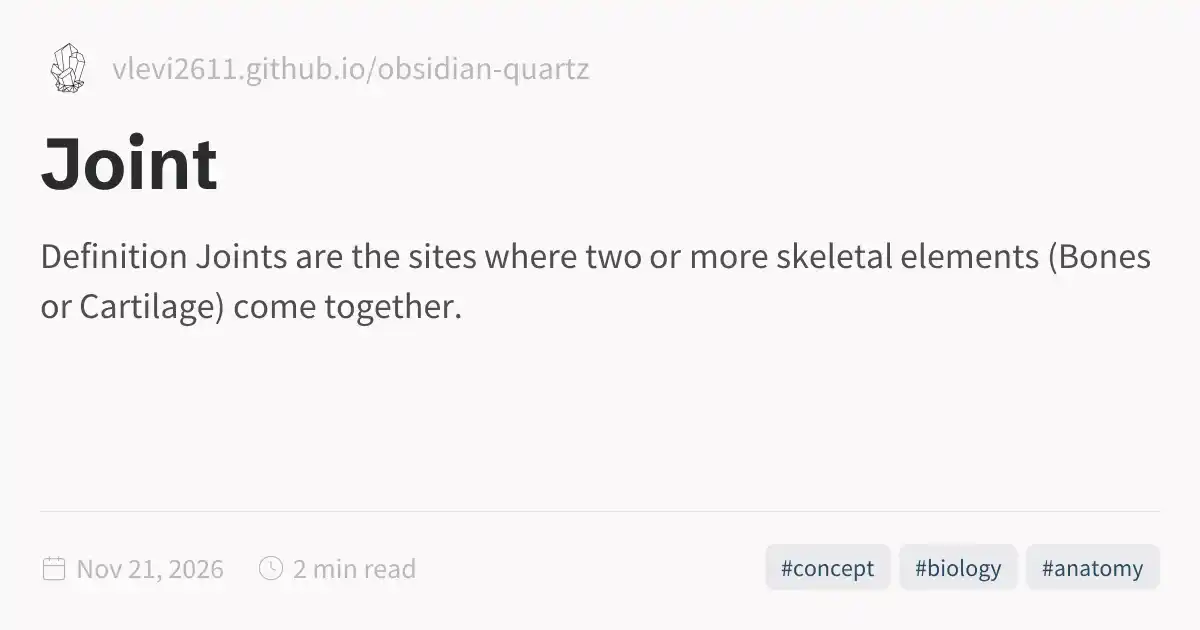 vlevi2611.github.io/obsidian-quartz
Joint
Definition Joints are the sites where two or more skeletal elements (Bones
or Cartilage) come together.
Nov 21, 2026 2 min read #concept #biology #anatomy